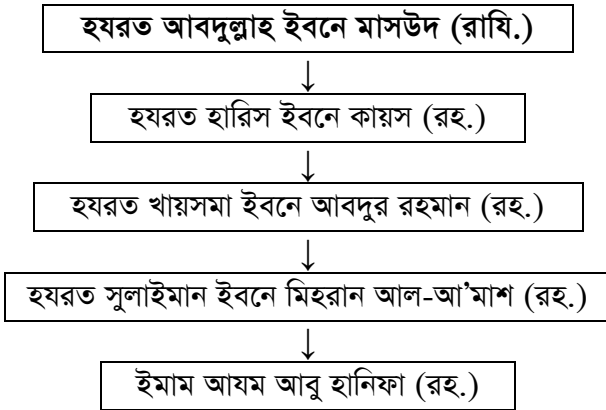 হযরত আবদুল্লাহ ইবনে মাসউদ (রাযি.)
↓
হযরত হারিস ইবনে কায়স (রহ.)
↓
হযরত খায়সমা ইবনে আবদুর রহমান (রহ.)
↓
হযরত সুলাইমান ইবনে মিহরান আল-আ’মাশ (রহ.)
↓
ইমাম আযম আবু হানিফা (রহ.)